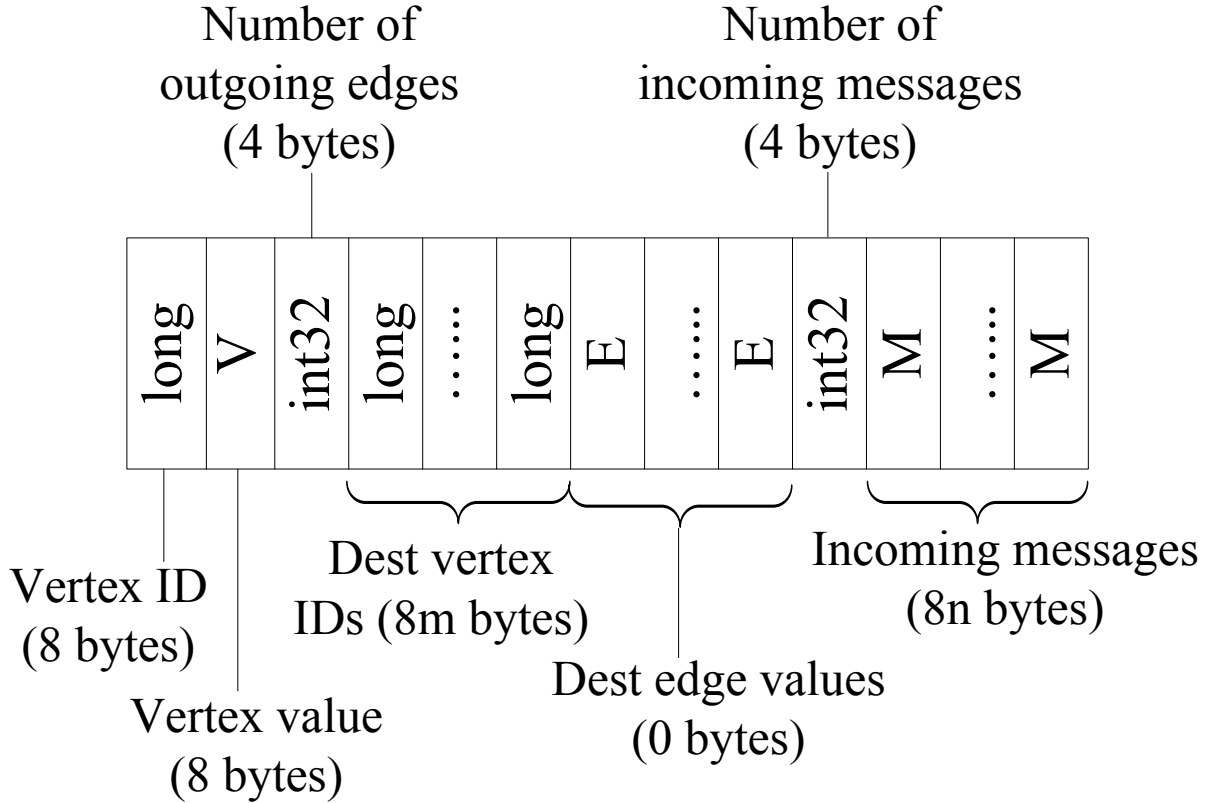 Number of
outgoing edges
(4 bytes)
Number of
incoming messages
(4 bytes)
long
V
int32
long
......
long
E
......
E
int32
M
......
M
Vertex ID
(8 bytes)
Vertex value
(8 bytes)
Dest vertex
IDs (8m bytes)
Dest edge values
(0 bytes)
Incoming messages
(8n bytes)